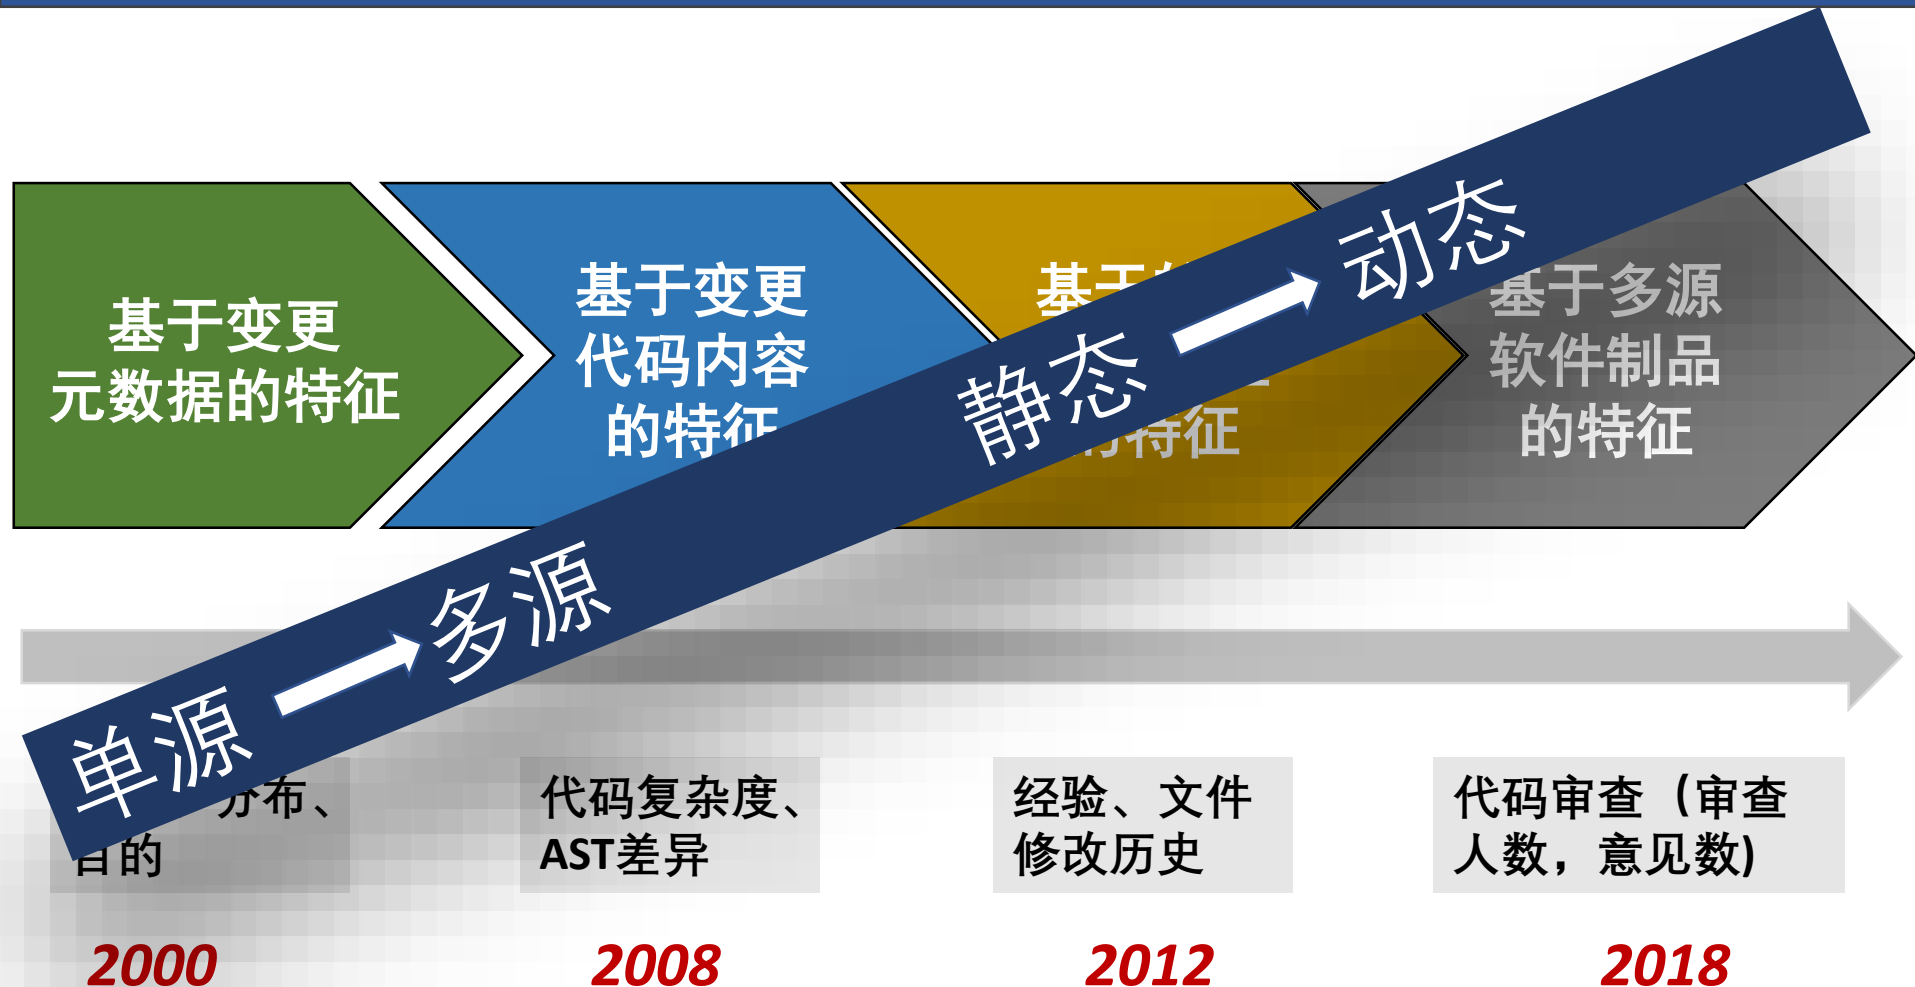 基于变更
元数据的特征
基于变更
代码内容
的特征
基于
特征
基于多源
软件制品
的特征
单源 多源 静态 动态
分布、
目的
代码复杂度、
AST差异
经验、文件
修改历史
代码审查（审查
人数，意见数)
2000
2008
2012
2018